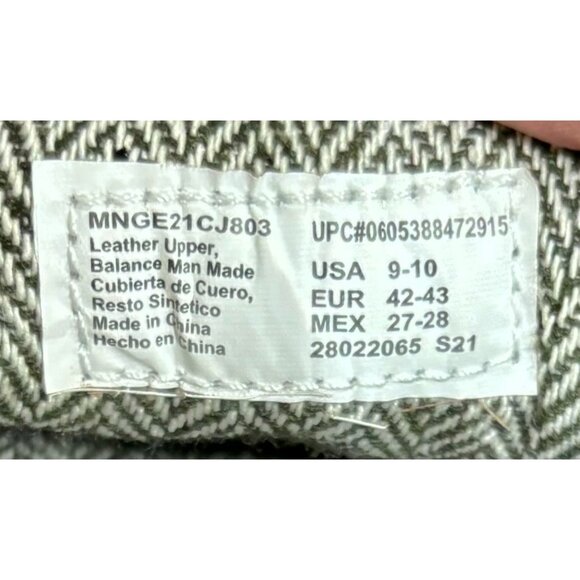 MNGE21CJ803
Leather Upper,
Balance Man Made
Cubierta de Cuero,
Resto Sintetico
Made in China
Hecho en China
UPC#0605388472915
USA 9-10
EUR 42-43
MEX 27-28
28022065 S21